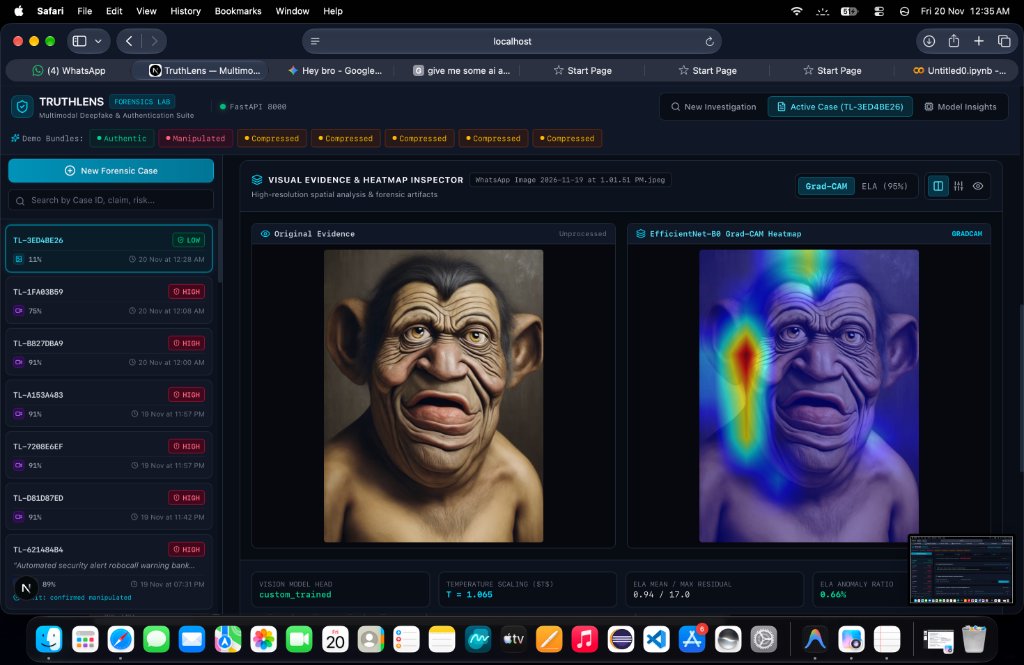 Safari File Edit View History Bookmarks Window Help
Fri 20 Nov 12:35 AM
localhost
(4) WhatsApp
TruthLens — Multimo...
Hey bro - Google...
give me some ai a...
Start Page
Start Page
Start Page
Untitled0.ipynb -...
TRUTHLENS
FORENSICS LAB
Multimodal Deepfake & Authentication Suite
FastAPI 8000
New Investigation
Active Case (TL-3ED4BE26)
Model Insights
Demo Bundles:
Authentic
Manipulated
Compressed
Compressed
Compressed
Compressed
Compressed
New Forensic Case
Search by Case ID, claim, risk...
TL-3ED4BE26
LOW
11%
20 Nov at 12:28 AM
TL-1FA03B59
HIGH
75%
20 Nov at 12:08 AM
TL-B827DBA9
HIGH
91%
20 Nov at 12:00 AM
TL-A153A483
HIGH
91%
19 Nov at 11:57 PM
TL-7208E6EF
HIGH
91%
19 Nov at 11:57 PM
TL-D81D87ED
HIGH
91%
19 Nov at 11:42 PM
TL-621484B4
HIGH
"Automated security alert robocall warning bank...
89%
19 Nov at 07:31 PM
confirmed manipulated
VISUAL EVIDENCE & HEATMAP INSPECTOR
WhatsApp Image 2026-11-19 at 1.01.51 PM.jpeg
High-resolution spatial analysis & forensic artifacts
Grad-CAM
ELA (95%)
Original Evidence
Unprocessed
EfficientNet-B0 Grad-CAM Heatmap
GRADCAM
VISION MODEL HEAD
custom_trained
TEMPERATURE SCALING ($T$)
T = 1.065
ELA MEAN / MAX RESIDUAL
0.94 / 17.0
ELA ANOMALY RATIO
0.66%
N
20
tv
6